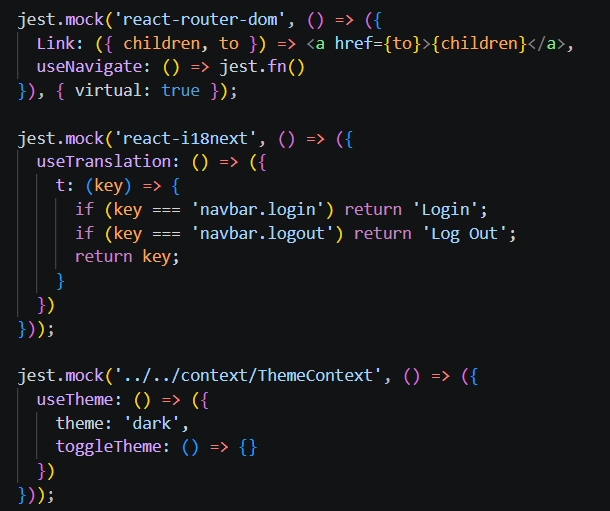 jest.mock('react-router-dom', () => ({
  Link: ({ children, to }) => <a href={to}>{children}</a>,
  useNavigate: () => jest.fn()
}), { virtual: true });

jest.mock('react-i18next', () => ({
  useTranslation: () => ({
    t: (key) => {
      if (key === 'navbar.login') return 'Login';
      if (key === 'navbar.logout') return 'Log Out';
      return key;
    }
  })
}));

jest.mock('../../context/ThemeContext', () => ({
  useTheme: () => ({
    theme: 'dark',
    toggleTheme: () => {}
  })
}));